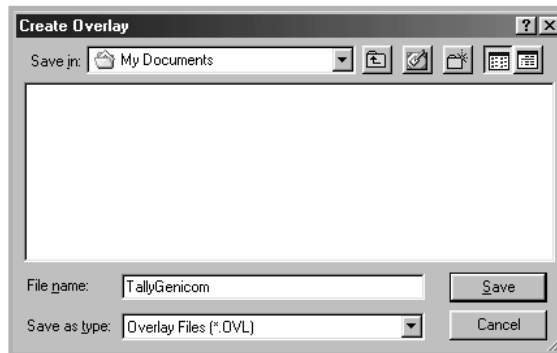 Create Overlay
Save in: My Documents
File name: TallyGenicom Save
Save as type: Overlay Files (*.OVL) Cancel